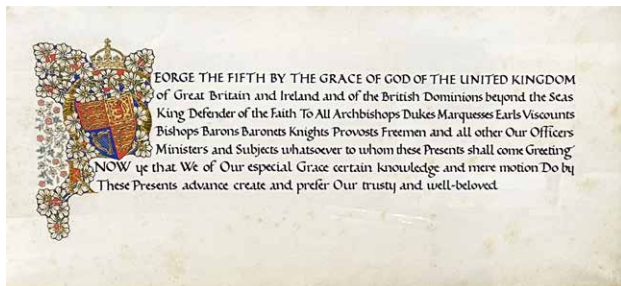 EORGE THE FIFTH BY THE GRACE OF GOD OF THE UNITED KINGDOM
of Great Britain and Ireland and of the British Dominions beyond the Seas
King Defender of the Faith To All Archbishops Dukes Marquesses Earls Viscounts
Bishops Barons Baronets Knights Provosts Freemen and all other Our Officers
Ministers and Subjects whatsoever to whom these Presents shall come Greeting
NOW ye that We of Our especial Grace certain knowledge and mere motion Do by
These Presents advance create and prefer Our trusty and well-beloved